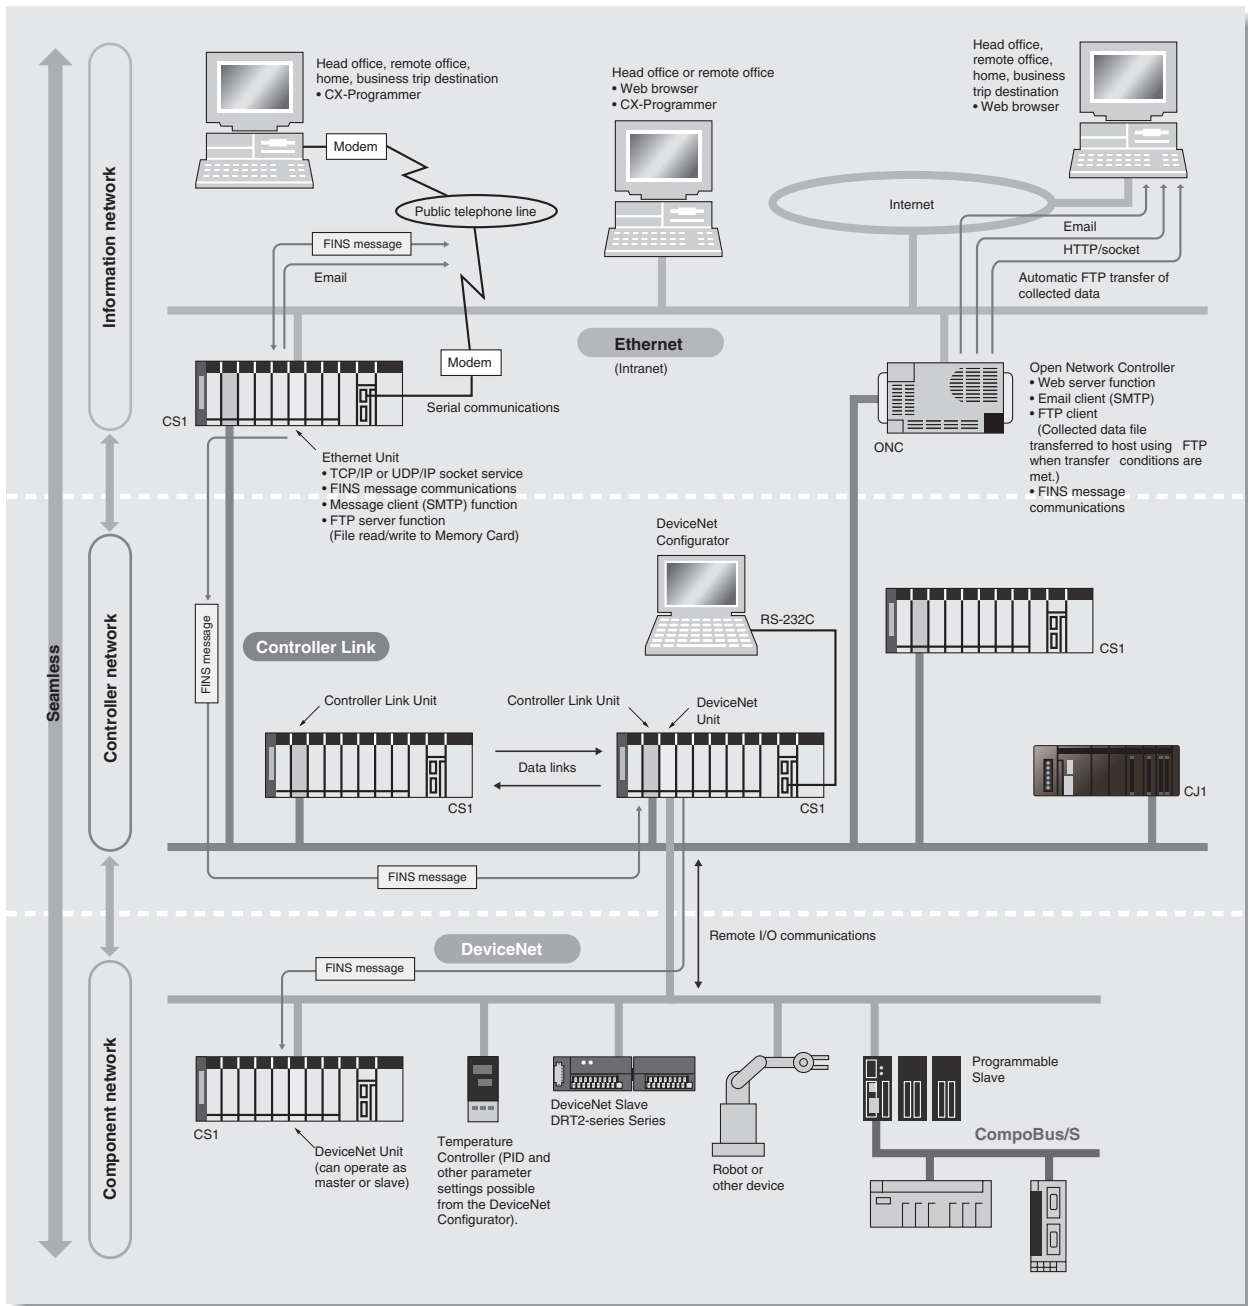 Seamless
Information network
Controller network
Component network
Head office, remote office,
home, business trip destination
• CX-Programmer
Modem
Public telephone line
FINS message
Email
Modem
Serial communications
Head office or remote office
• Web browser
• CX-Programmer
Head office,
remote office,
home, business
trip destination
• Web browser
Internet
Email
HTTP/socket
Automatic FTP transfer of
collected data
Ethernet
(Intranet)
CS1
Ethernet Unit
• TCP/IP or UDP/IP socket service
• FINS message communications
• Message client (SMTP) function
• FTP server function
(File read/write to Memory Card)
ONC
Open Network Controller
• Web server function
• Email client (SMTP)
• FTP client
(Collected data file
transferred to host using FTP
when transfer conditions are
met.)
• FINS message
communications
DeviceNet
Configurator
RS-232C
FINS message
Controller Link
Controller Link Unit
CS1
Data links
Controller Link Unit
DeviceNet
Unit
CS1
CS1
CJ1
FINS message
Remote I/O communications
DeviceNet
FINS message
CS1
DeviceNet Unit
(can operate as
master or slave)
Temperature
Controller (PID and
other parameter
settings possible
from the DeviceNet
Configurator).
DeviceNet Slave
DRT2-series Series
Robot or
other device
Programmable
Slave
CompoBus/S